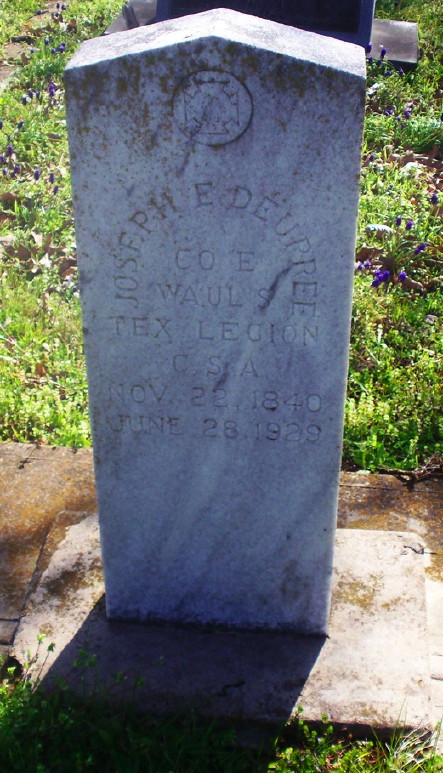 JOSEPH E DEUPREE
CO E
WAUL'S
TEX LEGION
C.S.A.
NOV. 22, 1840
JUNE 28, 1929